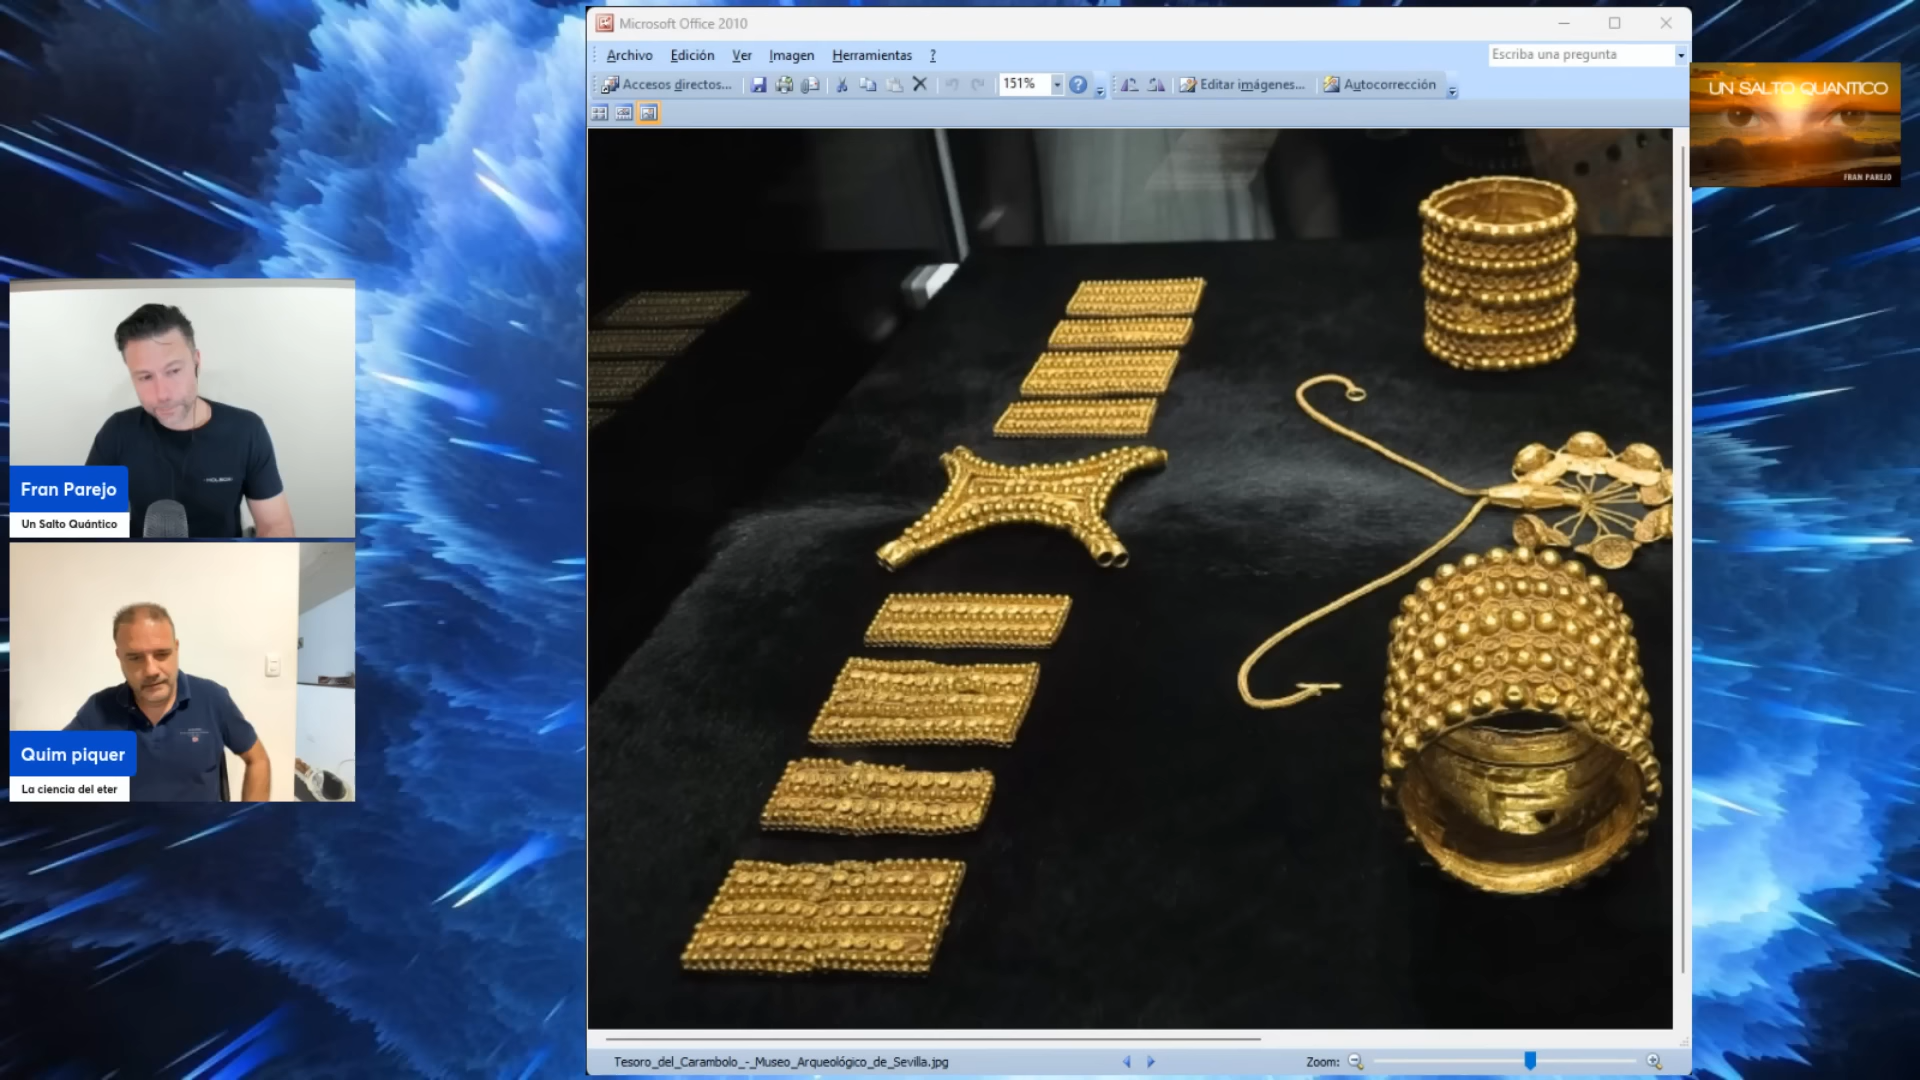 Microsoft Office 2010
Archivo Edición Ver Imagen Herramientas ?
Escriba una pregunta
Accesos directos... 151% Editar imágenes... Autocorrección
UN SALTO QUANTICO
FRAN PAREJO
Fran Parejo
Un Salto Quántico
Quim piquer
La ciencia del eter
Tesoro_del_Carambolo_-_Museo_Arqueológico_de_Sevilla.jpg
Zoom: